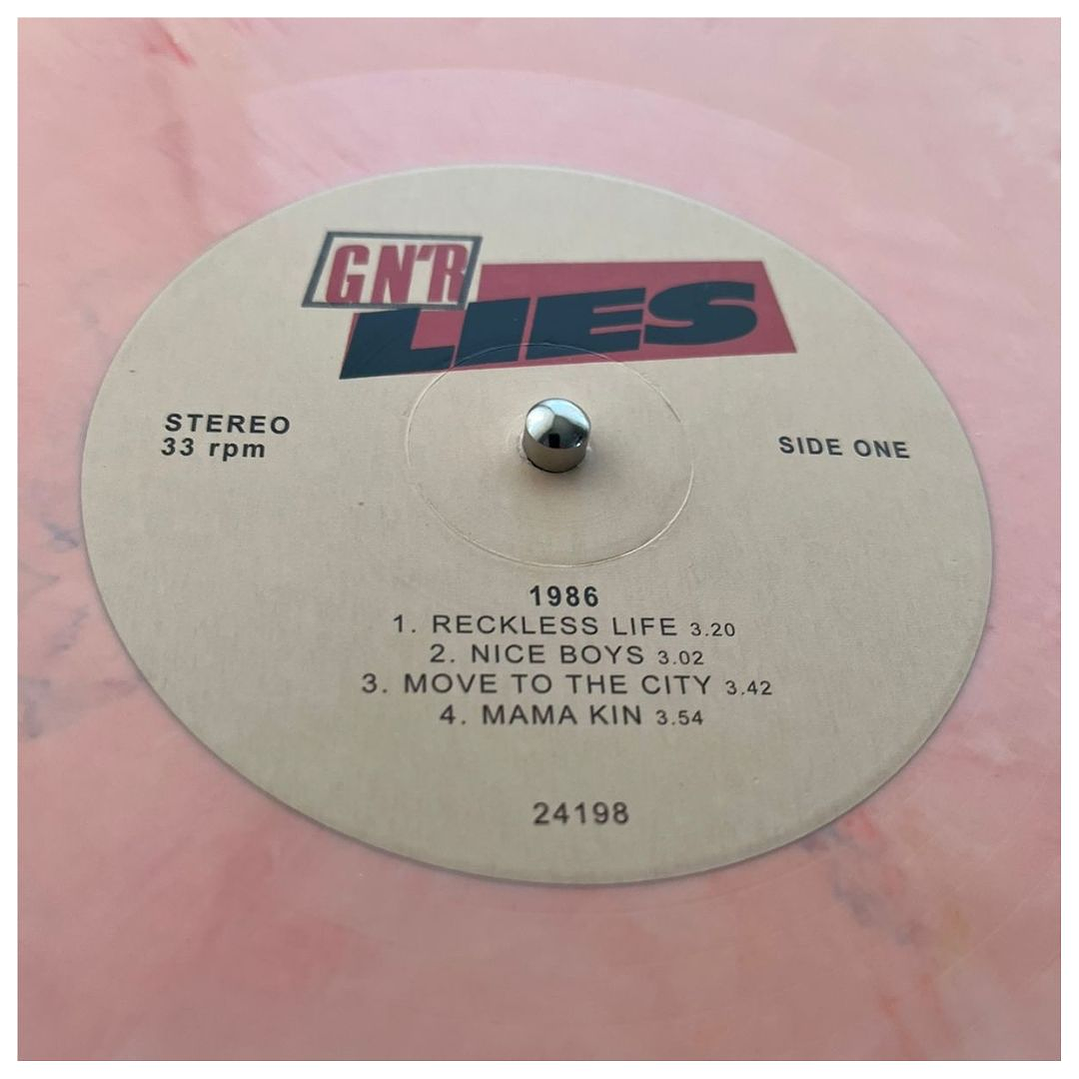 GN'R
LIES
STEREO
33 rpm
SIDE ONE
1986
1. RECKLESS LIFE 3.20
2. NICE BOYS 3.02
3. MOVE TO THE CITY 3.42
4. MAMA KIN 3.54
24198